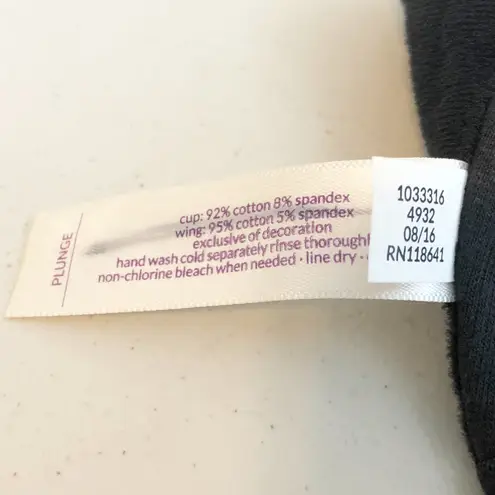 PLUNGE
cup: 92% cotton 8% spandex
wing: 95% cotton 5% spandex
exclusive of decoration
hand wash cold separately rinse thoroughl
non-chlorine bleach when needed · line dry ·
1033316
4932
08/16
RN118641